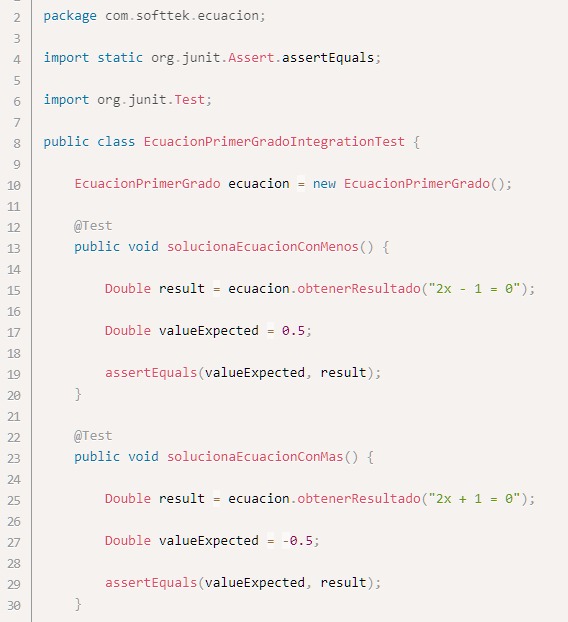 2 package com.softtek.ecuacion;
3
4 import static org.junit.Assert.assertEquals;
5
6 import org.junit.Test;
7
8 public class EcuacionPrimerGradoIntegrationTest {
9
10 EcuacionPrimerGrado ecuacion = new EcuacionPrimerGrado();
11
12 @Test
13 public void solucionaEcuacionConMenos() {
14
15 Double result = ecuacion.obtenerResultado("2x - 1 = 0");
16
17 Double valueExpected = 0.5;
18
19 assertEquals(valueExpected, result);
20 }
21
22 @Test
23 public void solucionaEcuacionConMas() {
24
25 Double result = ecuacion.obtenerResultado("2x + 1 = 0");
26
27 Double valueExpected = -0.5;
28
29 assertEquals(valueExpected, result);
30 }